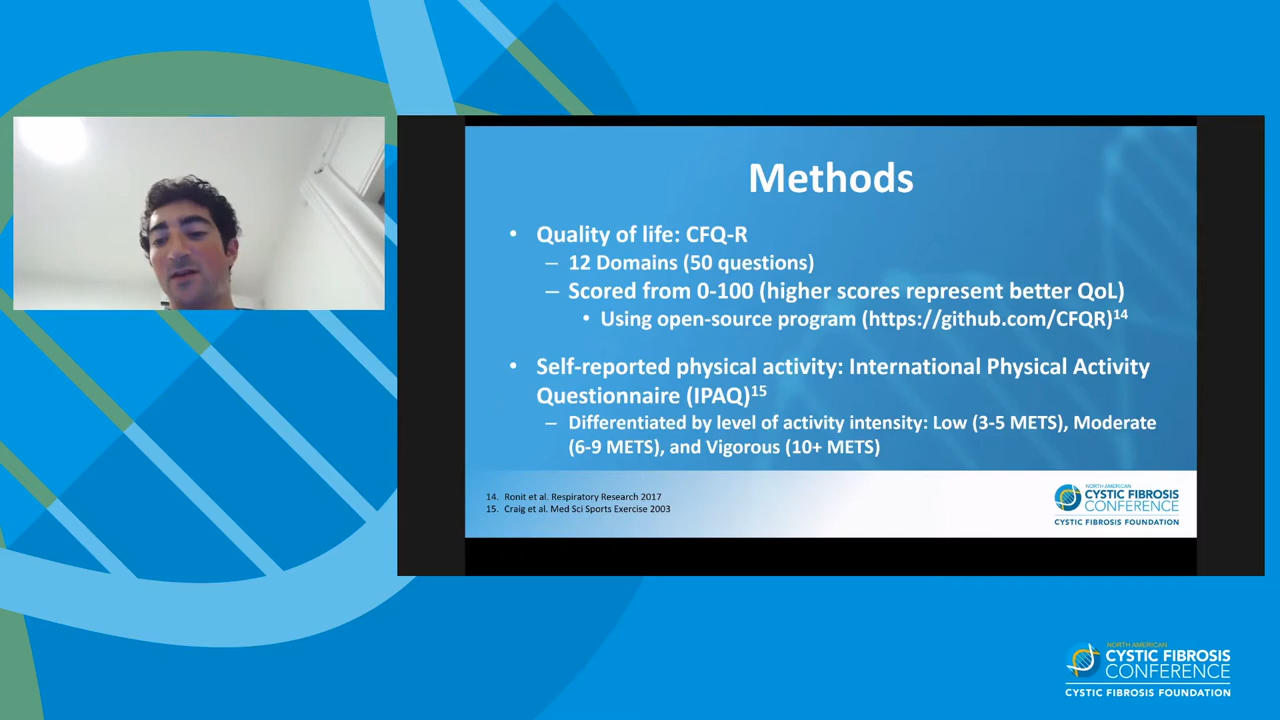 Methods
• Quality of life: CFQ-R
– 12 Domains (50 questions)
– Scored from 0-100 (higher scores represent better QoL)
• Using open-source program (https://github.com/CFQR)14
• Self-reported physical activity: International Physical Activity
Questionnaire (IPAQ)15
– Differentiated by level of activity intensity: Low (3-5 METS), Moderate
(6-9 METS), and Vigorous (10+ METS)
14. Ronit et al. Respiratory Research 2017
15. Craig et al. Med Sci Sports Exercise 2003
NORTH AMERICAN
CYSTIC FIBROSIS
CONFERENCE
CYSTIC FIBROSIS FOUNDATION
NORTH AMERICAN
CYSTIC FIBROSIS
CONFERENCE
CYSTIC FIBROSIS FOUNDATION